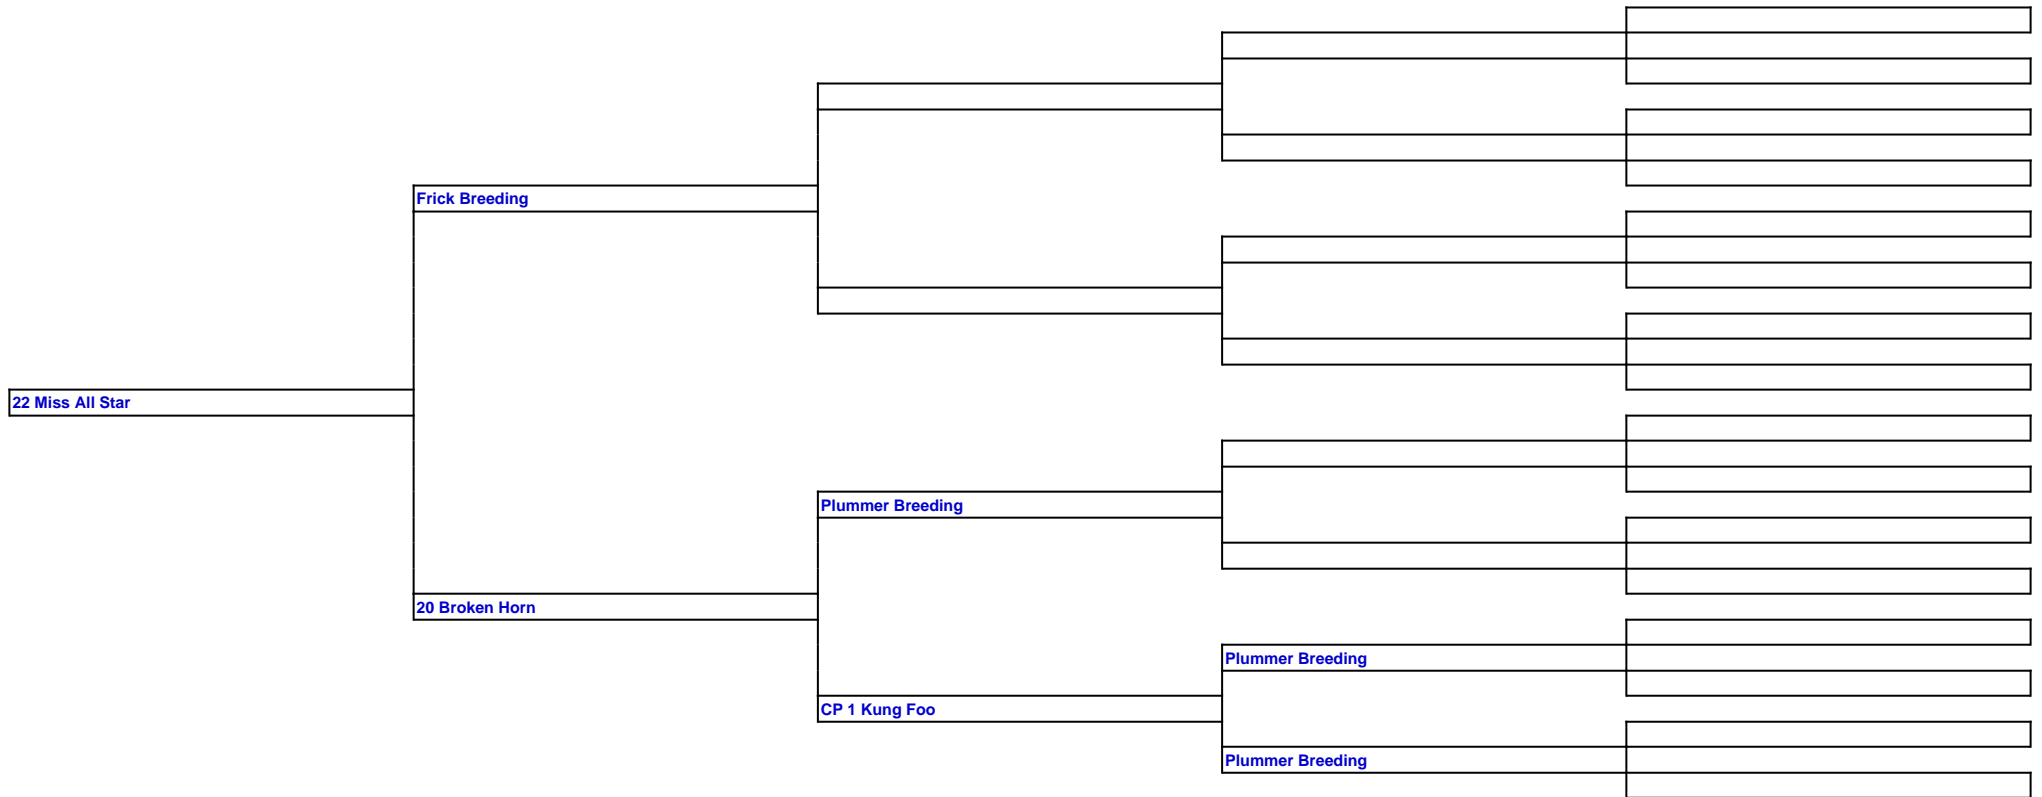 Frick Breeding
22 Miss All Star
Plummer Breeding
20 Broken Horn
Plummer Breeding
CP 1 Kung Foo
Plummer Breeding